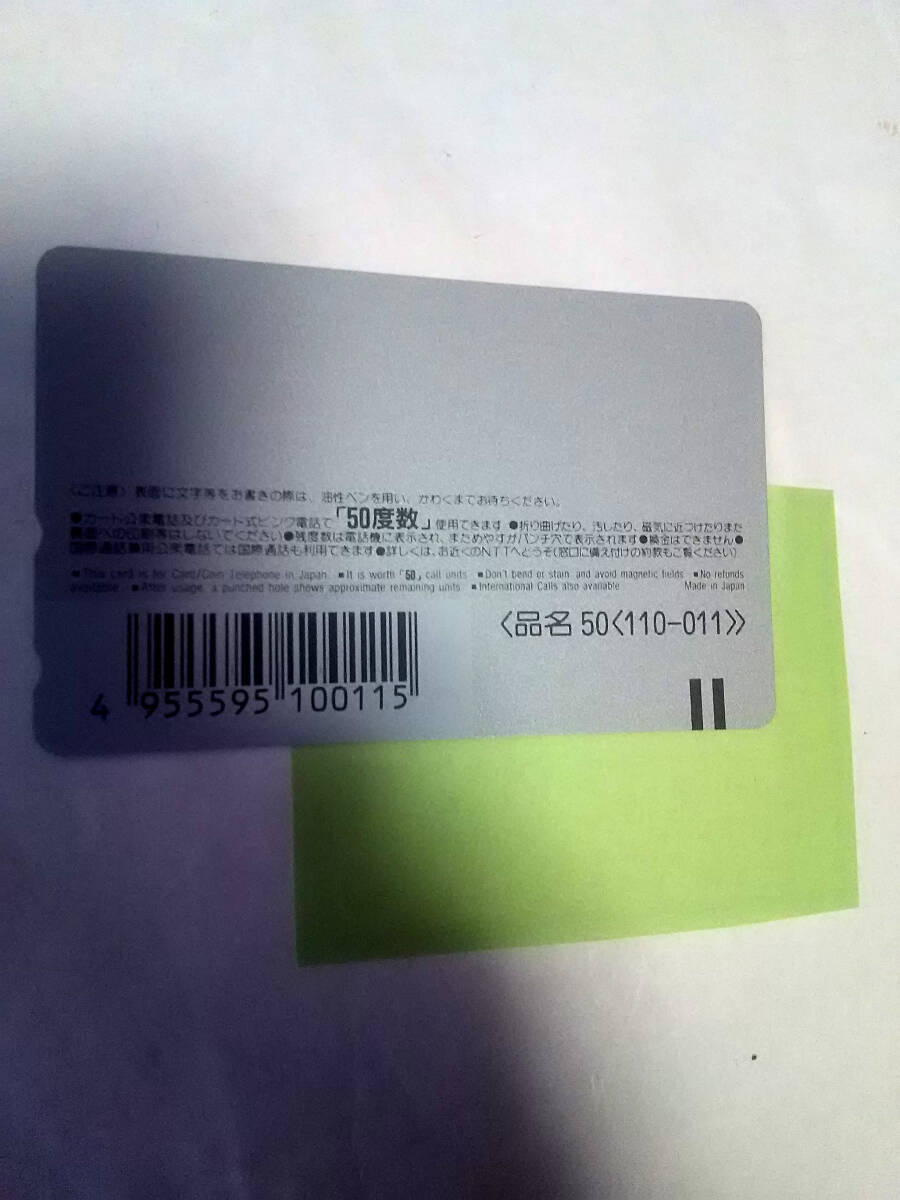 〈ご注意〉表面に文字等をお書きの際は、油性ペンを用い、かわくまでお待ちください。
●カード公衆電話及びカード式ピンク電話で「50度数」使用できます ●折り曲げたり、汚したり、磁気に近づけたりまた
裏面への印刷等はしないでください●残度数は電話機に表示され、まためやすがパンチ穴で表示されます●換金はできません●
国際通話兼用公衆電話では国際通話も利用できます●詳しくは、お近くのNTTへどうぞ(窓口に備え付けの約款もご覧ください)
■This card is for Card/Coin Telephone in Japan ■It is worth「50」call units ■Don't bend or stain and avoid magnetic fields ■No refunds
available ■After usage, a punched hole shows approximate remaining units ■International Calls also available Made in Japan
〈品名 50〈110-011〉〉
4 955595 100115